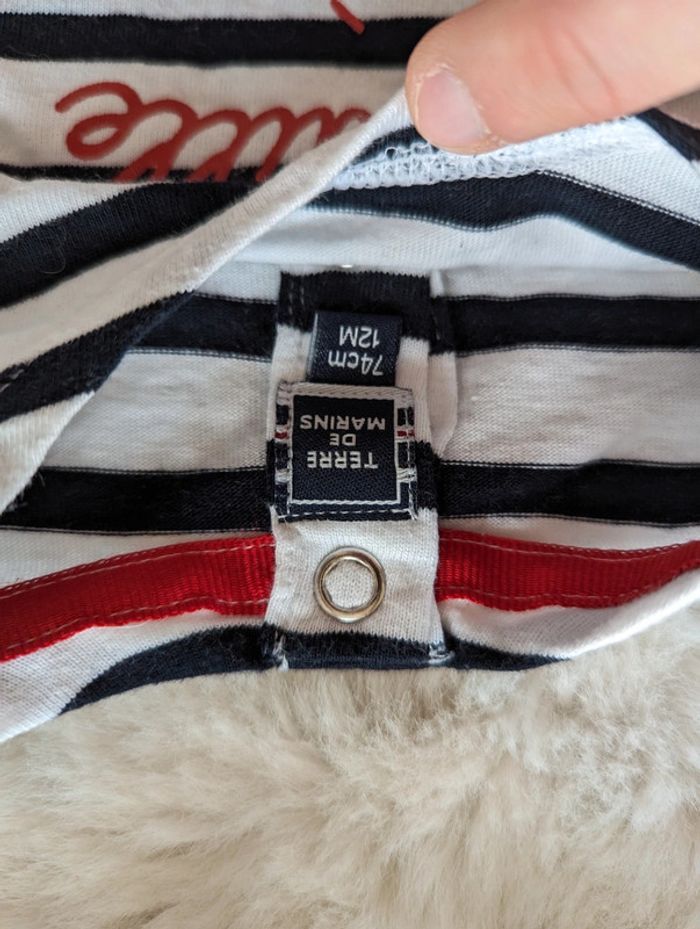 TERRE
DE
MARINS
74cm
12M